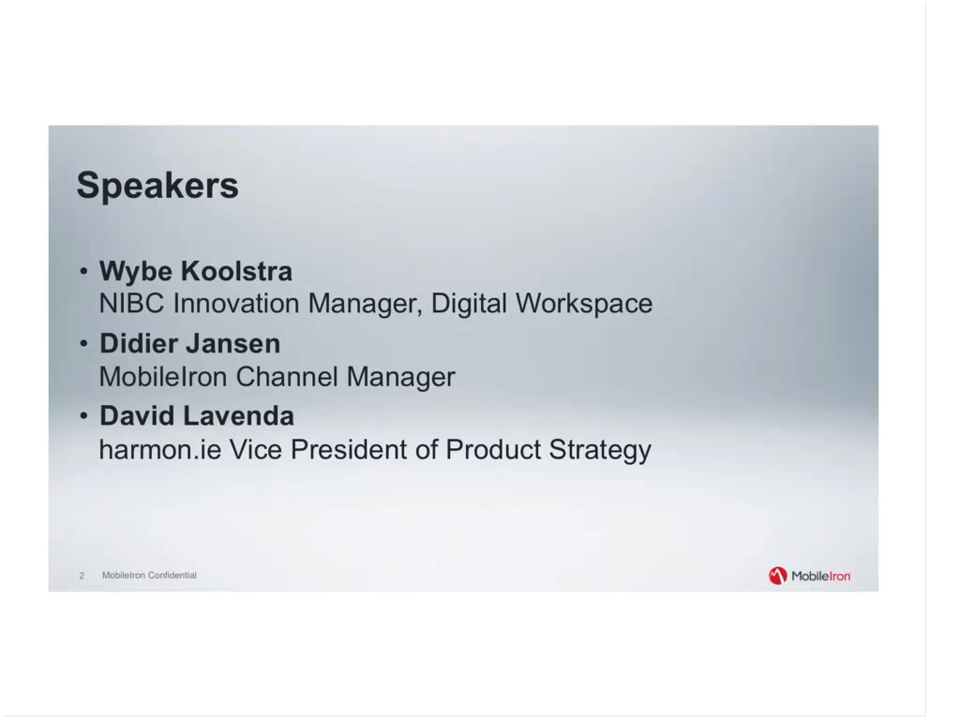 Speakers
• Wybe Koolstra
NIBC Innovation Manager, Digital Workspace
• Didier Jansen
MobileIron Channel Manager
• David Lavenda
harmon.ie Vice President of Product Strategy
2 MobileIron Confidential
MobileIron